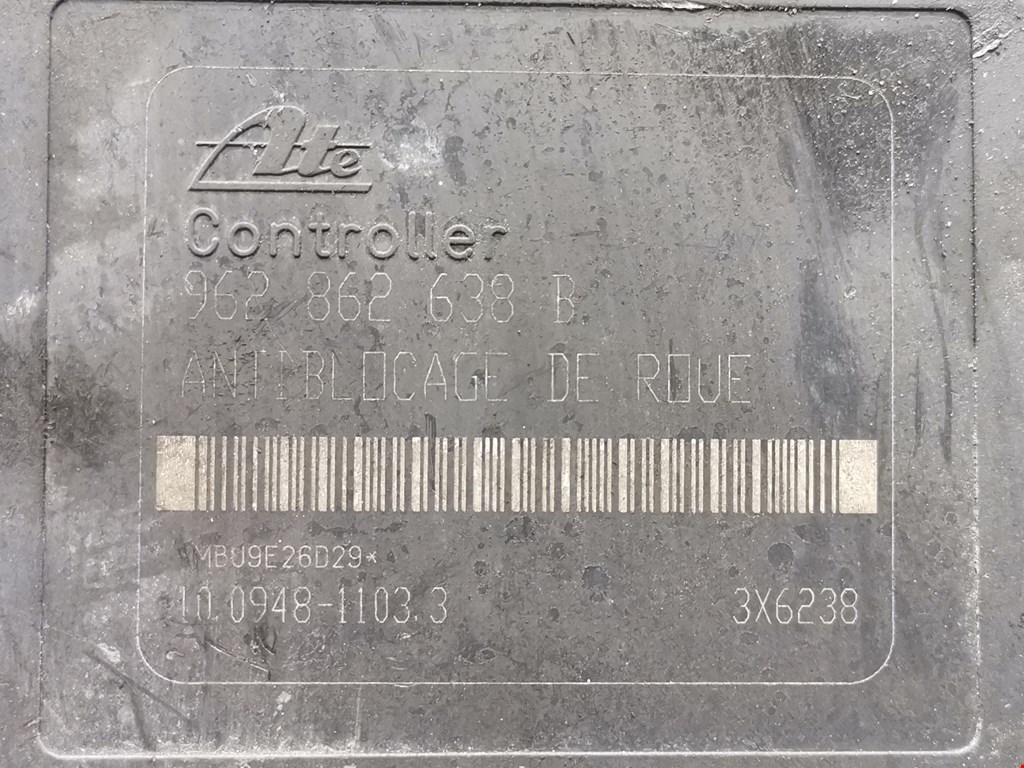 Ate
Controller
962 862 638 B
ANTIBLOCAGE DE ROUE
*MB09E26D29*
10.0948-1103.3 3X6238